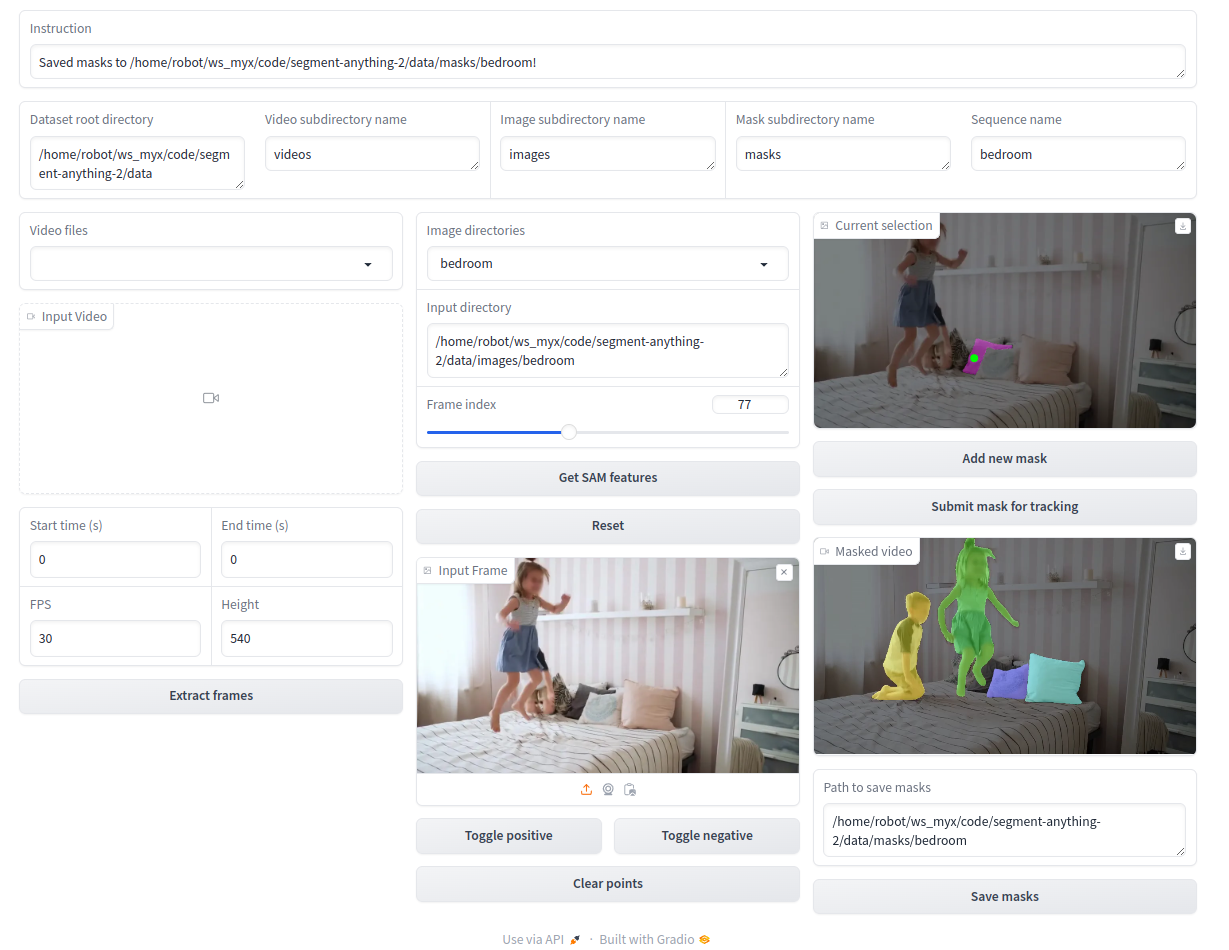 Instruction
Saved masks to /home/robot/ws_myx/code/segment-anything-2/data/masks/bedroom!
Dataset root directory
/home/robot/ws_myx/code/segm
ent-anything-2/data
Video subdirectory name
videos
Image subdirectory name
images
Mask subdirectory name
masks
Sequence name
bedroom
Video files
Input Video
Start time (s)
0
End time (s)
0
FPS
30
Height
540
Extract frames
Image directories
bedroom
Input directory
/home/robot/ws_myx/code/segment-anything-
2/data/images/bedroom
Frame index
77
Get SAM features
Reset
Input Frame
Toggle positive
Toggle negative
Clear points
Current selection
Add new mask
Submit mask for tracking
Masked video
Path to save masks
/home/robot/ws_myx/code/segment-anything-
2/data/masks/bedroom
Save masks
Use via API · Built with Gradio